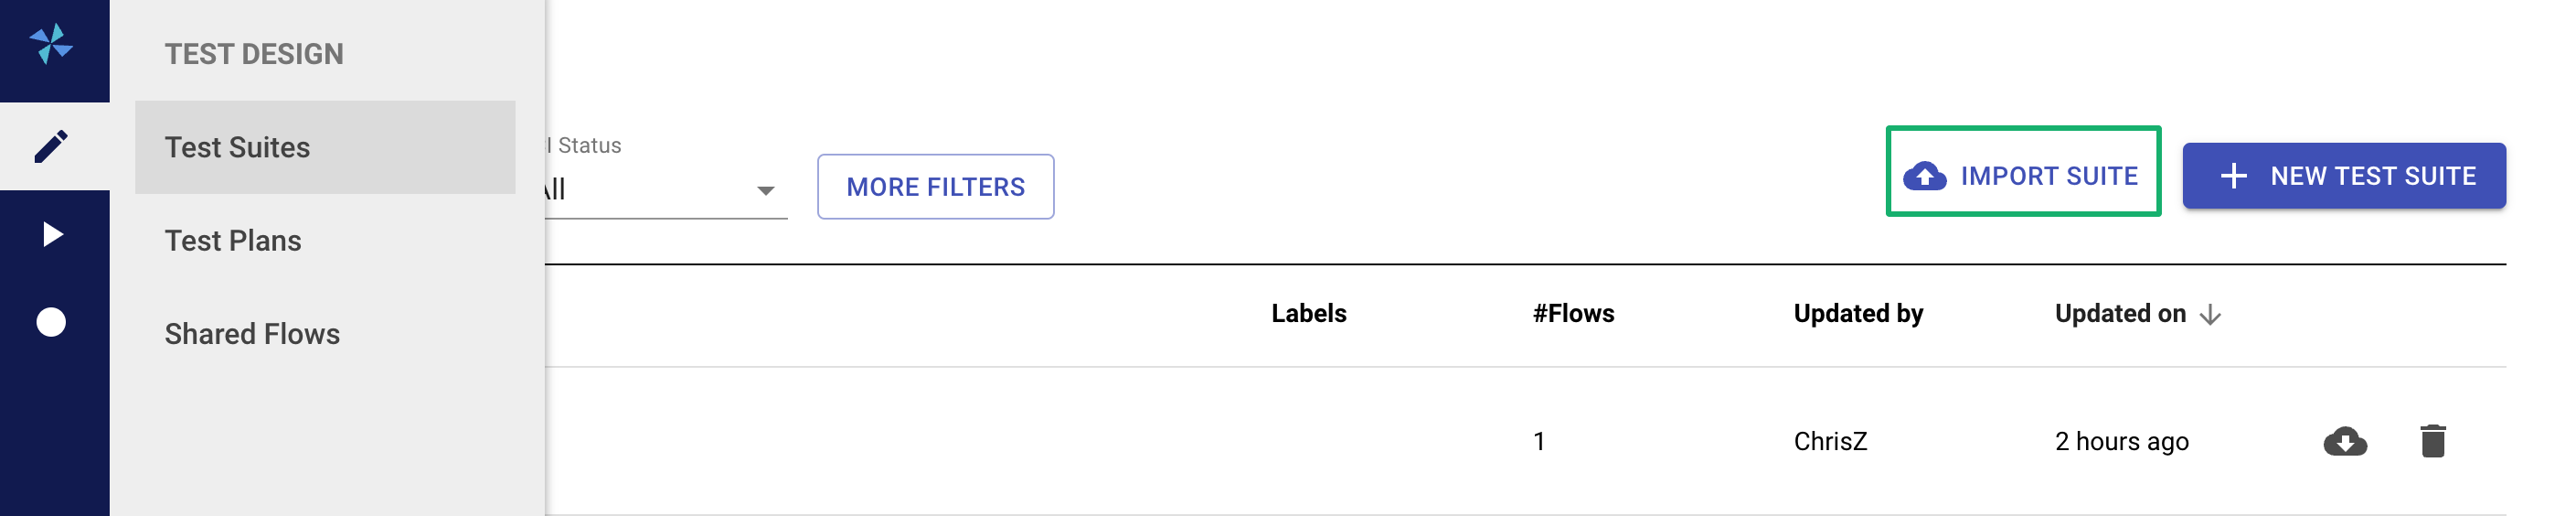 TEST DESIGN
Test Suites
Test Plans
Shared Flows
Status
MORE FILTERS
IMPORT SUITE
NEW TEST SUITE
Labels #Flows Updated by Updated on
1 ChrisZ 2 hours ago